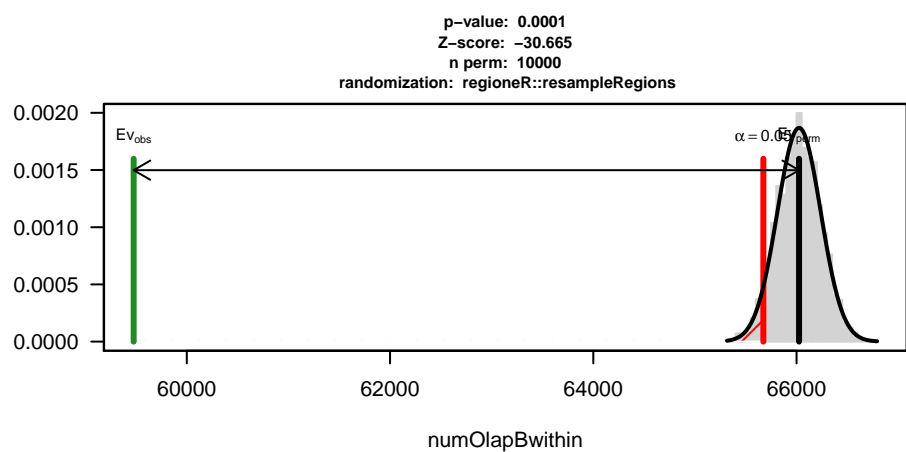 p−value: 0.0001
Z−score: −30.665
n perm: 10000
randomization: regioneR::resampleRegions
0.0020
Evobs
α = 0.05
Evperm
0.0015
0.0010
0.0005
0.0000
60000 62000 64000 66000
numOlapBwithin